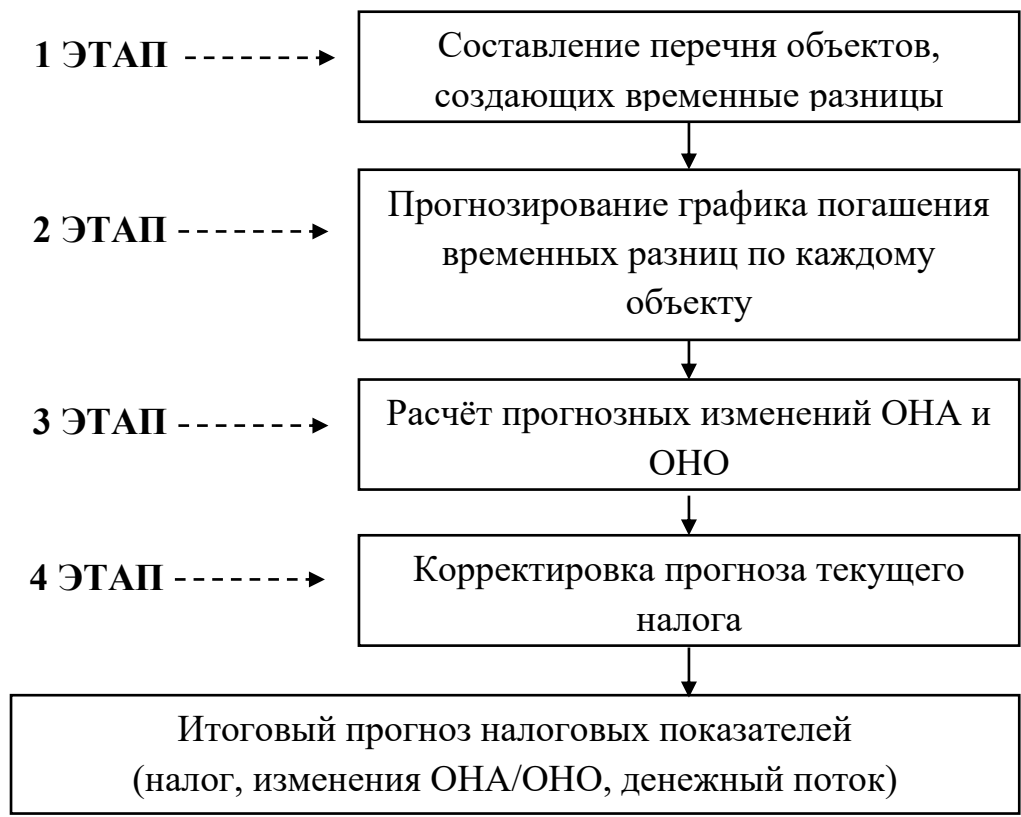 1 ЭТАП
Составление перечня объектов,
создающих временные разницы
2 ЭТАП
Прогнозирование графика погашения
временных разниц по каждому
объекту
3 ЭТАП
Расчёт прогнозных изменений ОНА и
ОНО
4 ЭТАП
Корректировка прогноза текущего
налога
Итоговый прогноз налоговых показателей
(налог, изменения ОНА/ОНО, денежный поток)